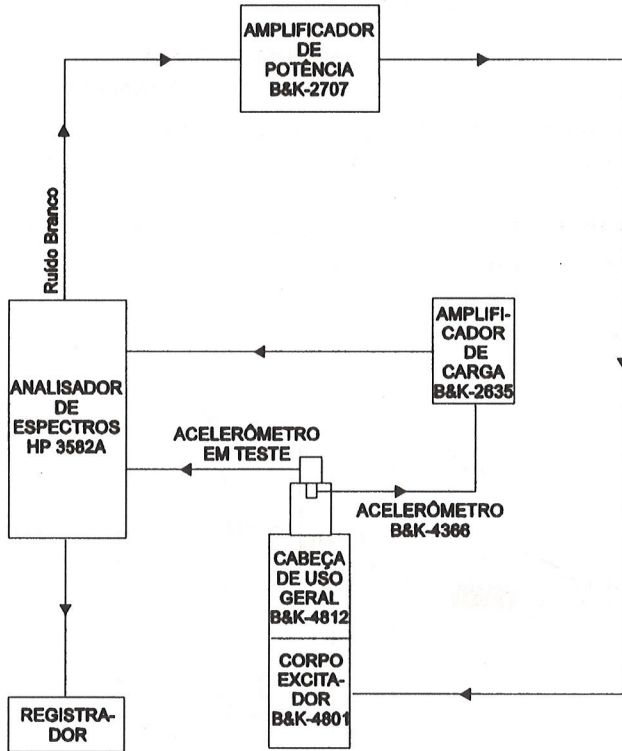 AMPLIFICADOR
DE
POTÊNCIA
B&K-2707
Ruído Branco
AMPLIFI-
CADOR
DE
CARGA
B&K-2635
ANALISADOR
DE
ESPECTROS
HP 3582A
ACELERÔMETRO
EM TESTE
ACELERÔMETRO
B&K-4366
CABEÇA
DE USO
GERAL
B&K-4812
CORPO
EXCITA-
DOR
B&K-4801
REGISTRA-
DOR